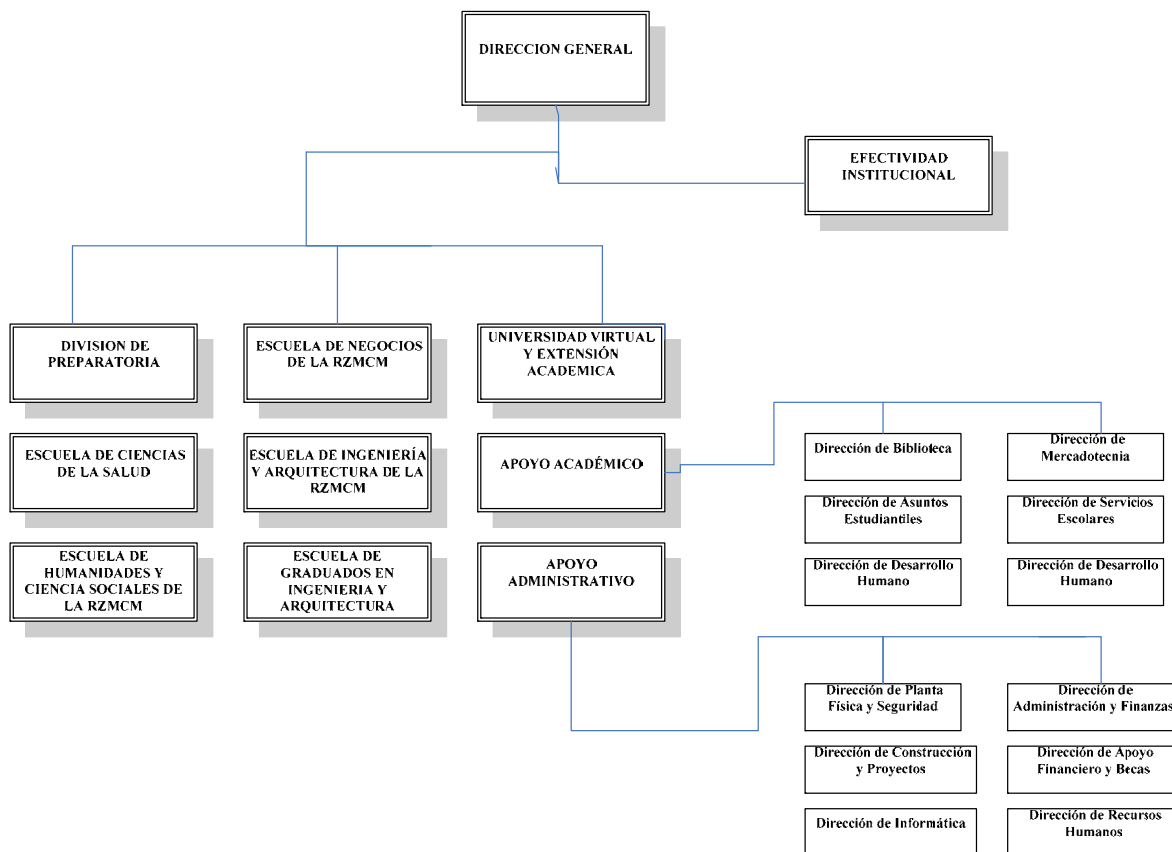 DIRECCION GENERAL
EFECTIVIDAD
INSTITUCIONAL
DIVISION DE
PREPARATORIA
ESCUELA DE NEGOCIOS
DE LA RZMCM
UNIVERSIDAD VIRTUAL
Y EXTENSIÓN
ACADEMICA
ESCUELA DE CIENCIAS
DE LA SALUD
ESCUELA DE INGENIERÍA
Y ARQUITECTURA DE LA
RZMCM
APOYO ACADÉMICO
Dirección de Biblioteca
Dirección de
Mercadotecnia
Dirección de Asuntos
Estudiantiles
Dirección de Servicios
Escolares
ESCUELA DE
HUMANIDADES Y
CIENCIA SOCIALES DE
LA RZMCM
ESCUELA DE
GRADUADOS EN
INGENIERIA Y
ARQUITECTURA
APOYO
ADMINISTRATIVO
Dirección de Desarrollo
Humano
Dirección de Desarrollo
Humano
Dirección de Planta
Física y Seguridad
Dirección de
Administración y Finanzas
Dirección de Construcción
y Proyectos
Dirección de Apoyo
Financiero y Becas
Dirección de Informática
Dirección de Recursos
Humanos